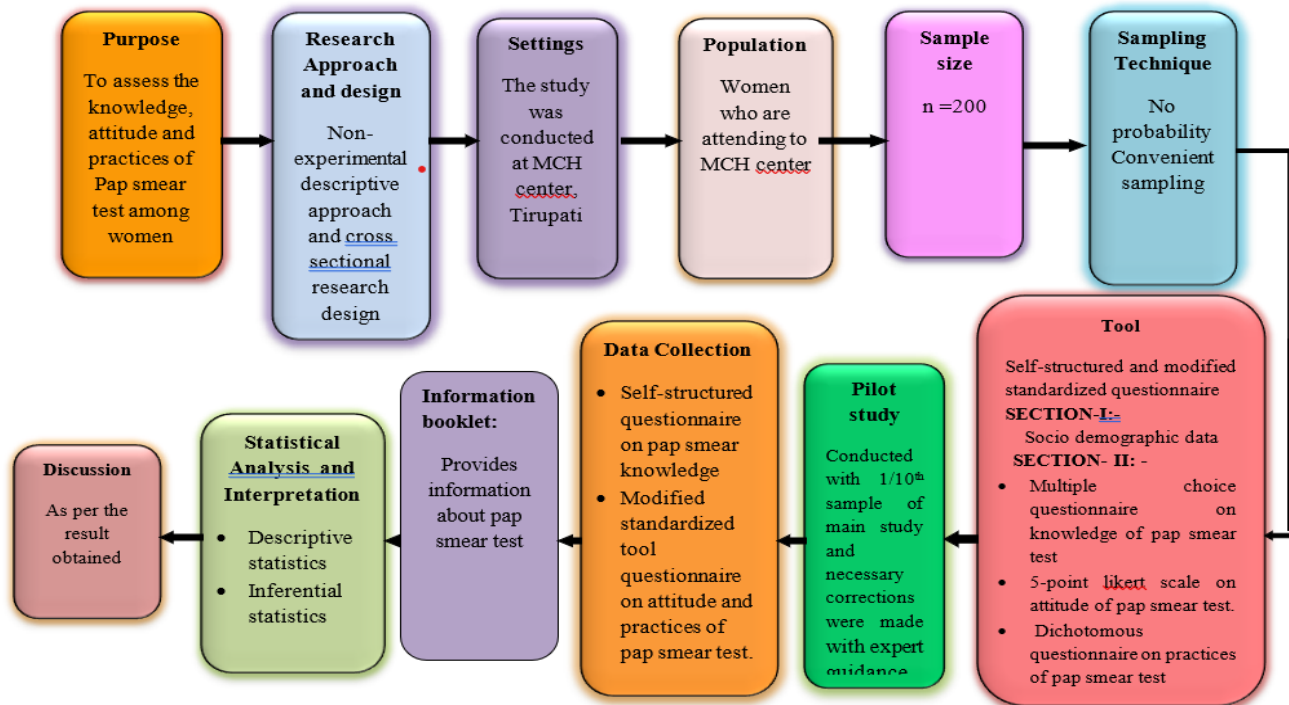 Purpose
To assess the
knowledge,
attitude and
practices of
Pap smear
test among
women
Research
Approach
and design
Non-
experimental
descriptive
approach
and cross
sectional
research
design
Settings
The study
was
conducted
at MCH
center,
Tirupati
Population
Women
who are
attending to
MCH center
Sample
size
n =200
Sampling
Technique
No
probability
Convenient
sampling
Tool
Self-structured and modified
standardized questionnaire
SECTION-I:-
Socio demographic data
SECTION- II: -
• Multiple choice
questionnaire on
knowledge of pap smear
test
• 5-point likert scale on
attitude of pap smear test.
• Dichotomous
questionnaire on practices
of pap smear test
Pilot
study
Conducted
with 1/10th
sample of
main study
and
necessary
corrections
were made
with expert
guidance
Data Collection
• Self-structured
questionnaire
on pap smear
knowledge
• Modified
standardized
tool
questionnaire
on attitude and
practices of
pap smear test.
Information
booklet:
Provides
information
about pap
smear test
Statistical
Analysis and
Interpretation
• Descriptive
statistics
• Inferential
statistics
Discussion
As per the
result
obtained